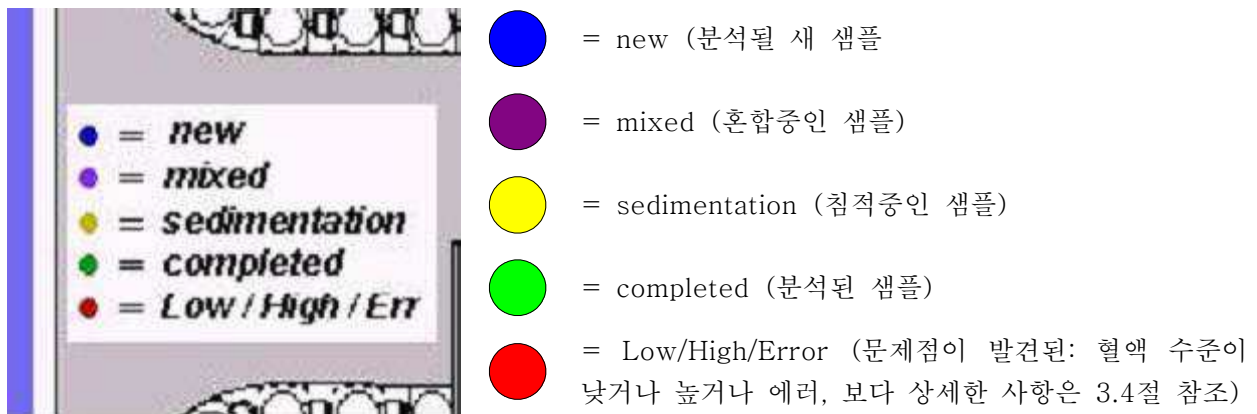 = new
= mixed
= sedimentation
= completed
= Low / High / Err
= new (분석될 새 샘플
= mixed (혼합중인 샘플)
= sedimentation (침적중인 샘플)
= completed (분석된 샘플)
= Low/High/Error (문제점이 발견된: 혈액 수준이
낮거나 높거나 에러, 보다 상세한 사항은 3.4절 참조)